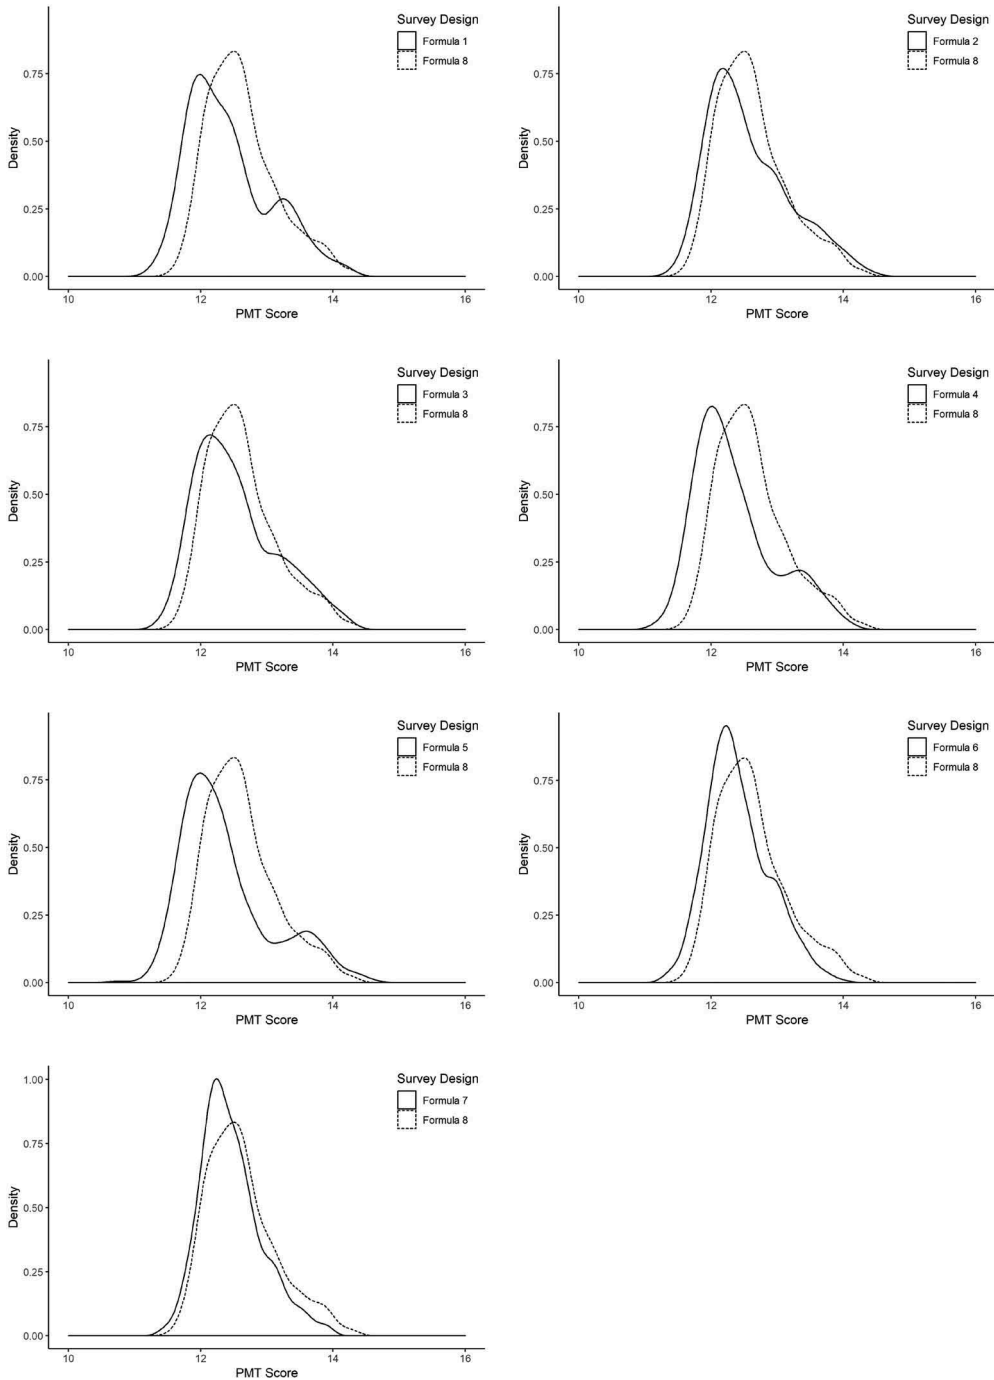 Survey Design
Formula 1
Formula 8
0.75
0.50
0.25
0.00
Density
10 12 14 16
PMT Score
Survey Design
Formula 2
Formula 8
0.75
0.50
0.25
0.00
Density
10 12 14 16
PMT Score
Survey Design
Formula 3
Formula 8
0.75
0.50
0.25
0.00
Density
10 12 14 16
PMT Score
Survey Design
Formula 4
Formula 8
0.75
0.50
0.25
0.00
Density
10 12 14 16
PMT Score
Survey Design
Formula 5
Formula 8
0.75
0.50
0.25
0.00
Density
10 12 14 16
PMT Score
Survey Design
Formula 6
Formula 8
0.75
0.50
0.25
0.00
Density
10 12 14 16
PMT Score
Survey Design
Formula 7
Formula 8
1.00
0.75
0.50
0.25
0.00
Density
10 12 14 16
PMT Score